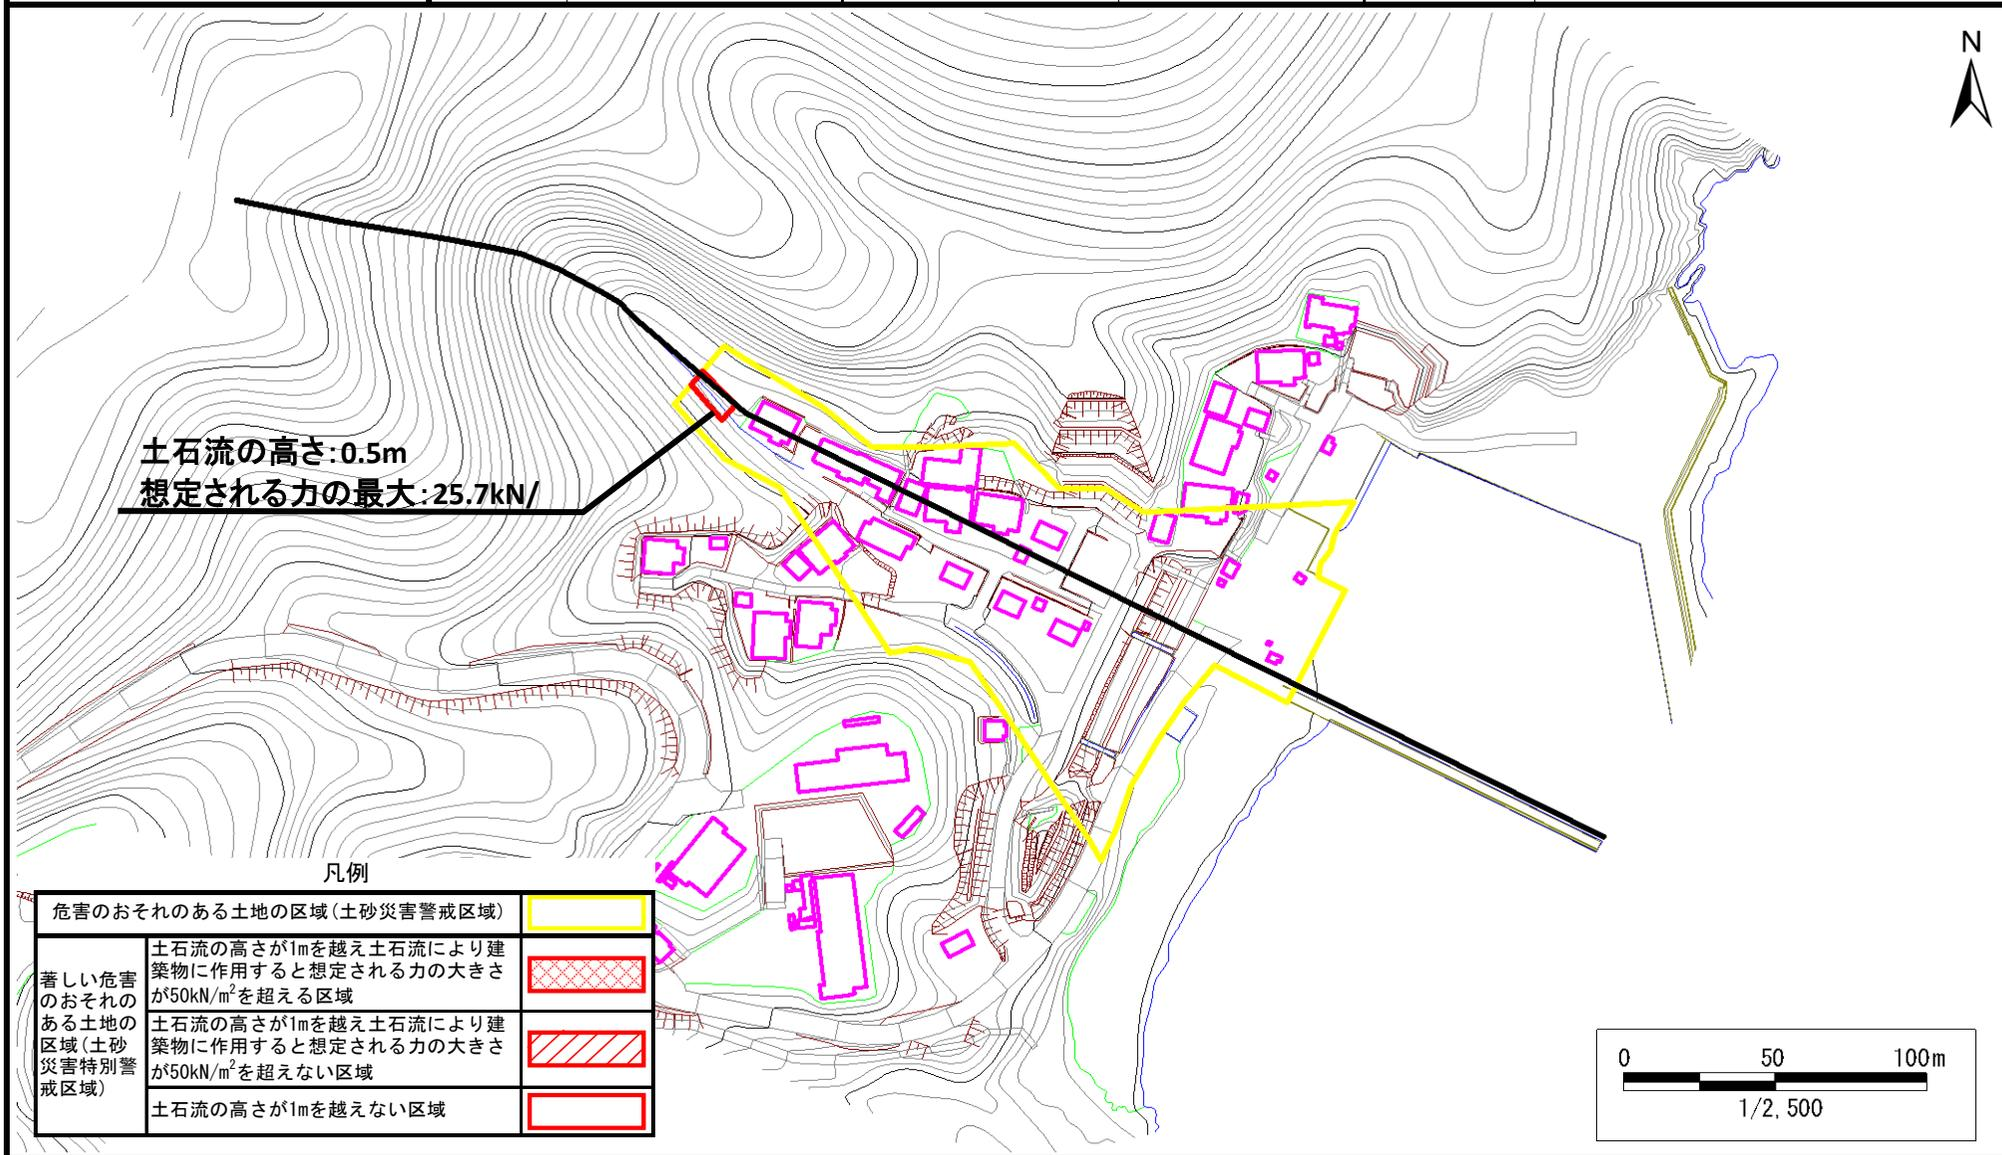 N
土石流の高さ:0.5m
想定される力の最大:25.7kN/
凡例
危害のおそれのある土地の区域(土砂災害警戒区域)
著しい危害
のおそれの
ある土地の
区域(土砂
災害特別警
戒区域)
土石流の高さが1mを越え土石流により建
築物に作用すると想定される力の大きさ
が50kN/m²を超える区域
土石流の高さが1mを越え土石流により建
築物に作用すると想定される力の大きさ
が50kN/m²を超えない区域
土石流の高さが1mを越えない区域
0 50 100m
1/2,500